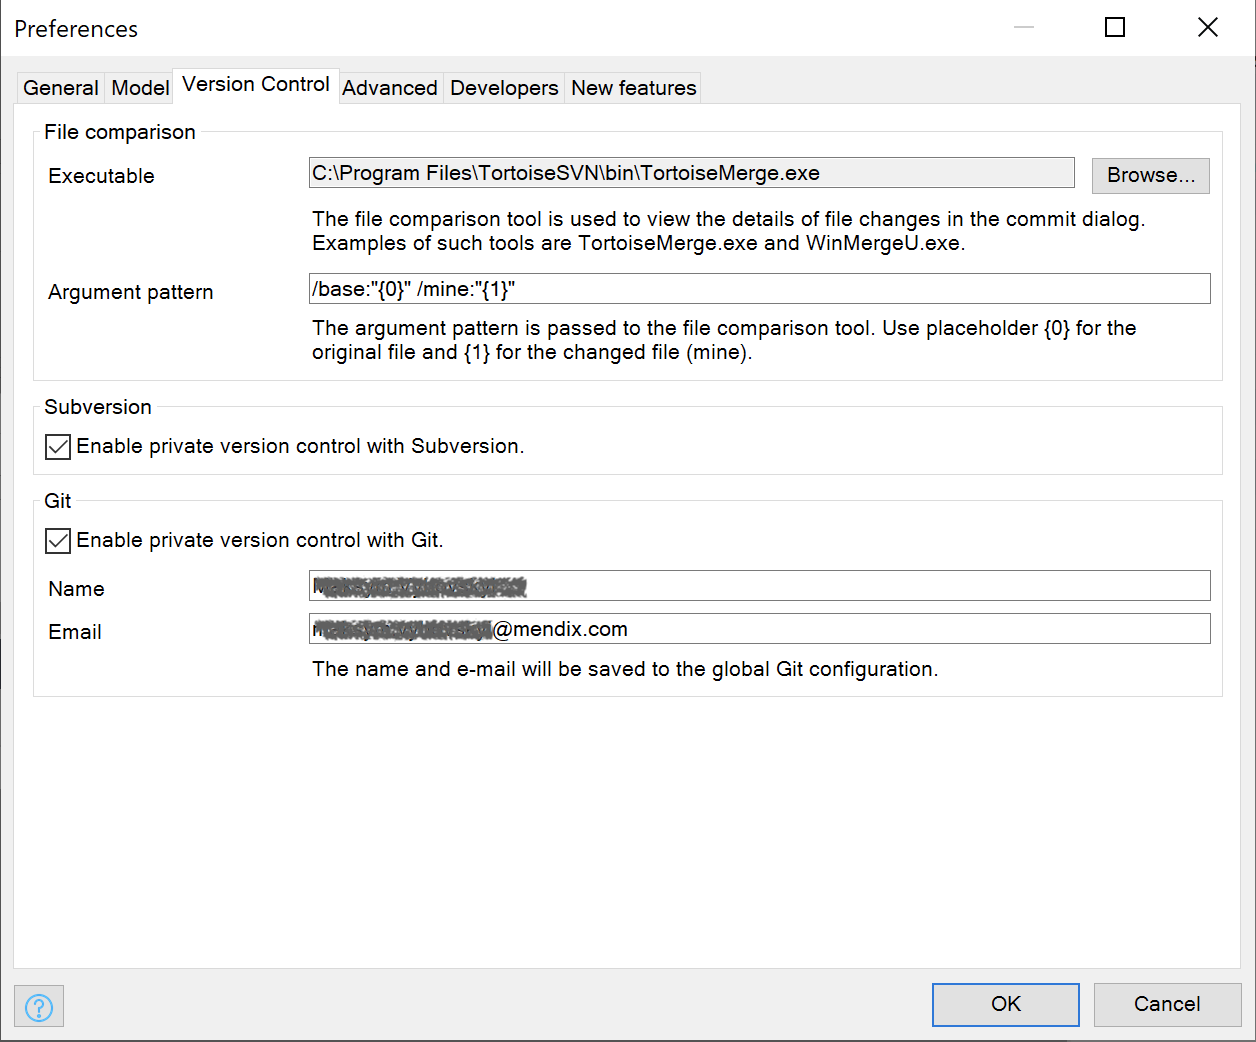 Preferences
General Model Version Control Advanced Developers New features
File comparison
Executable C:\Program Files\TortoiseSVN\bin\TortoiseMerge.exe Browse...
The file comparison tool is used to view the details of file changes in the commit dialog.
Examples of such tools are TortoiseMerge.exe and WinMergeU.exe.
Argument pattern /base:"{0}" /mine:"{1}"
The argument pattern is passed to the file comparison tool. Use placeholder {0} for the
original file and {1} for the changed file (mine).
Subversion
Enable private version control with Subversion.
Git
Enable private version control with Git.
Name
Email @mendix.com
The name and e-mail will be saved to the global Git configuration.
? OK Cancel